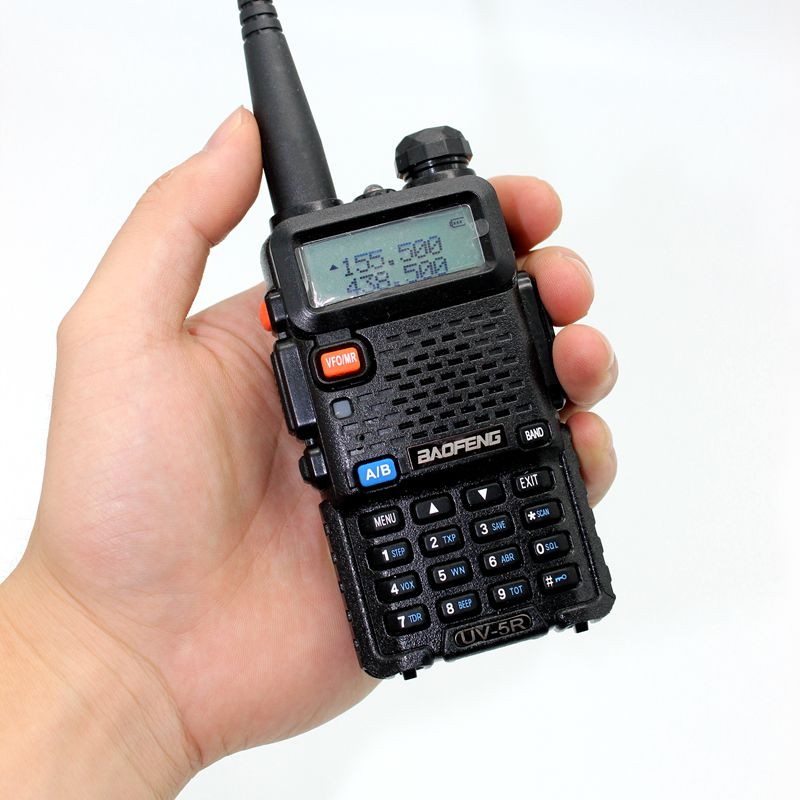 ▲155.500
438.500
VFO/MR
BAOFENG
BAND
A/B
MENU ▲ ▼ EXIT
1 STEP 2 TXP 3 SAVE * SCAN
4 VOX 5 WN 6 ABR 0 SQL
7 TDR 8 BEEP 9 TOT #
UV-5R